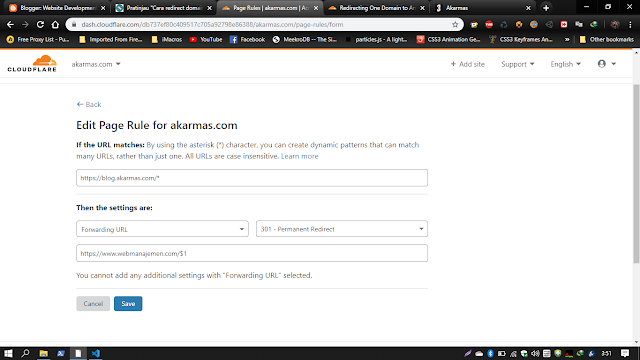 Blogger: Website Development
Pratinjau "Cara redirect doma
Page Rules | akarmas.com | Ac
Redirecting One Domain to An
Akarmas
dash.cloudflare.com/db737ef80c409517c705a92798e86388/akarmas.com/page-rules/form
Free Proxy List - Pu...
Imported From Fire...
iMacros
YouTube
Facebook
MeekroDB -- The Si...
particles.js - A light...
CSS3 Animation Ge...
CSS3 Keyframes An...
Other bookmarks
CLOUDFLARE
akarmas.com
+ Add site
Support
English
← Back
Edit Page Rule for akarmas.com
If the URL matches: By using the asterisk (*) character, you can create dynamic patterns that can match
many URLs, rather than just one. All URLs are case insensitive. Learn more
https://blog.akarmas.com/*
Then the settings are:
Forwarding URL
301 - Permanent Redirect
https://www.webmanajemen.com/$1
You cannot add any additional settings with "Forwarding URL" selected.
Cancel
Save
3:51